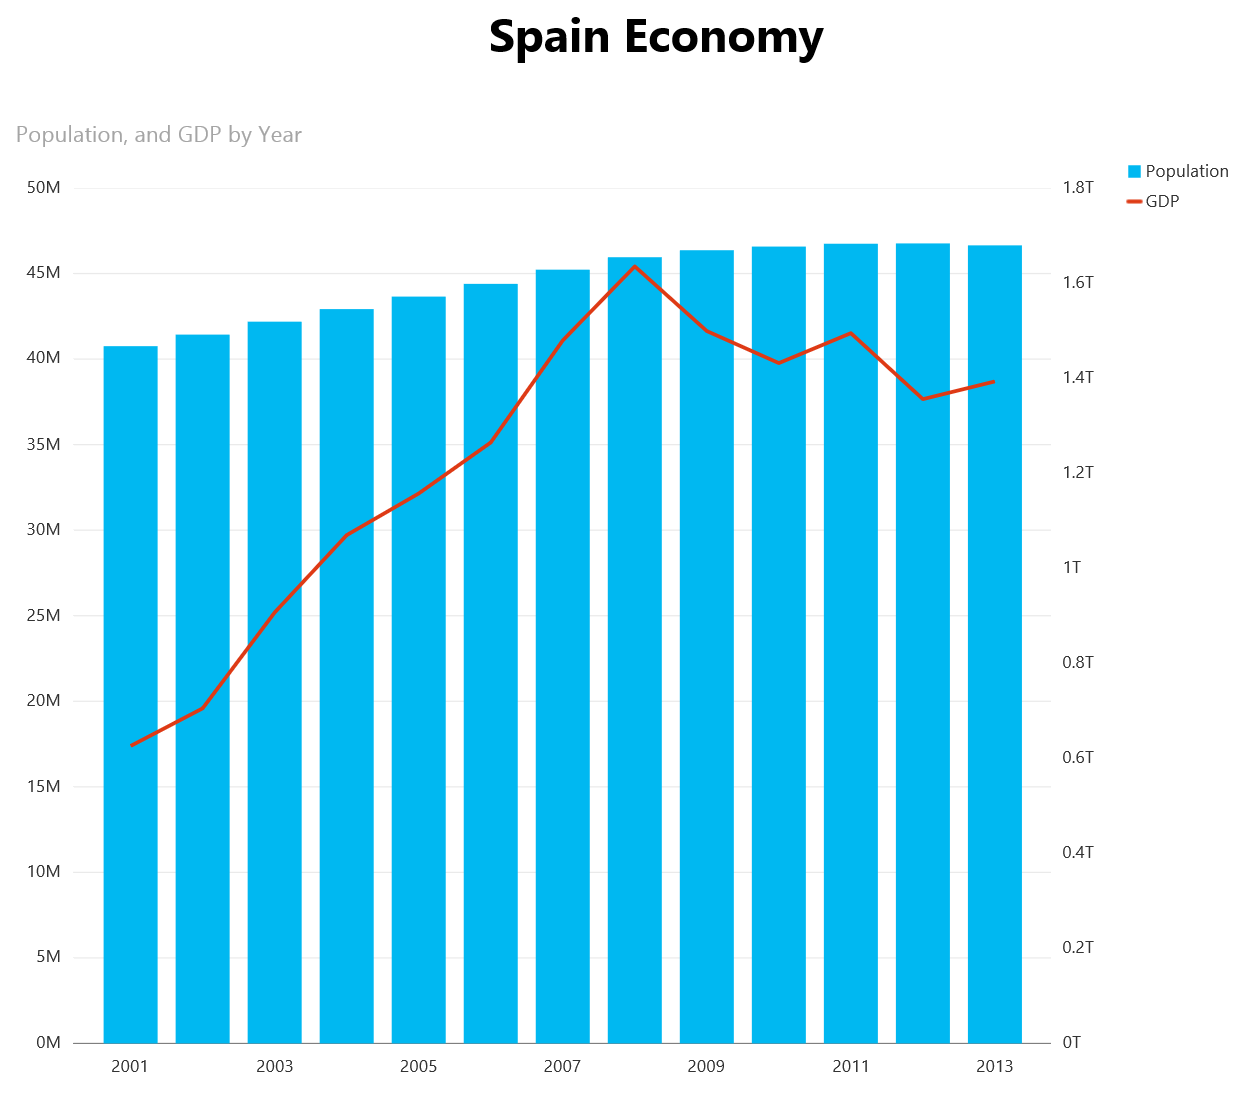 Spain Economy
Population, and GDP by Year
Population
GDP
50M
45M
40M
35M
30M
25M
20M
15M
10M
5M
0M
1.8T
1.6T
1.4T
1.2T
1T
0.8T
0.6T
0.4T
0.2T
0T
2001 2003 2005 2007 2009 2011 2013